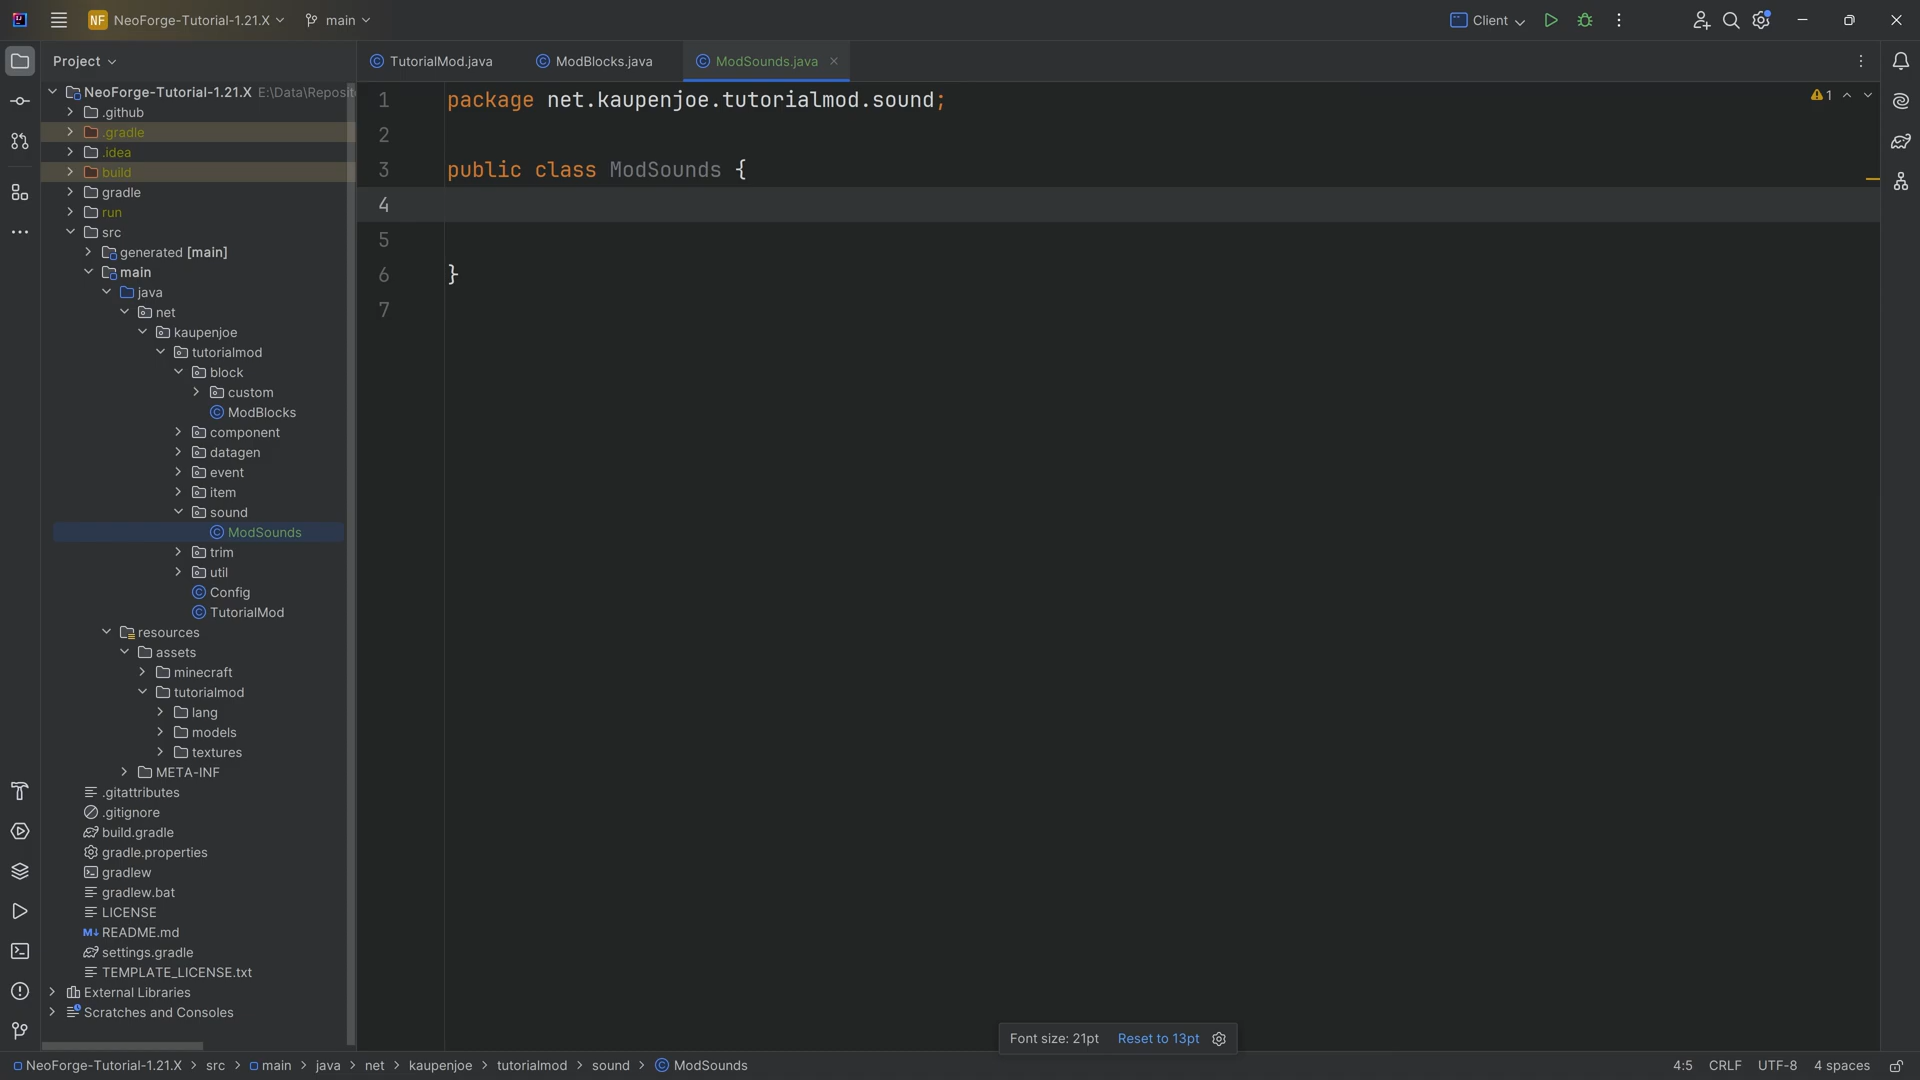 NF NeoForge-Tutorial-1.21.X main Client
Project TutorialMod.java ModBlocks.java ModSounds.java
NeoForge-Tutorial-1.21.X E:\Data\Reposit
.github
.gradle
.idea
build
gradle
run
src
generated [main]
main
java
net
kaupenjoe
tutorialmod
block
custom
ModBlocks
component
datagen
event
item
sound
ModSounds
trim
util
Config
TutorialMod
resources
assets
minecraft
tutorialmod
lang
models
textures
META-INF
.gitattributes
.gitignore
build.gradle
gradle.properties
gradlew
gradlew.bat
LICENSE
M↓ README.md
settings.gradle
TEMPLATE_LICENSE.txt
External Libraries
Scratches and Consoles
1 package net.kaupenjoe.tutorialmod.sound;
2
3 public class ModSounds {
4
5
6 }
7
1
Font size: 21pt Reset to 13pt
NeoForge-Tutorial-1.21.X > src > main > java > net > kaupenjoe > tutorialmod > sound > ModSounds 4:5 CRLF UTF-8 4 spaces